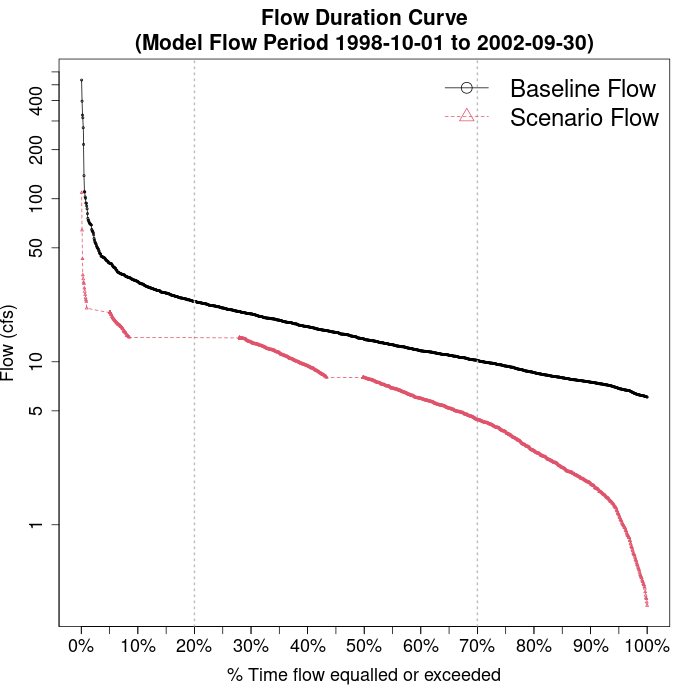 Flow Duration Curve
(Model Flow Period 1998-10-01 to 2002-09-30)
Baseline Flow
Scenario Flow
Flow (cfs)
400
200
100
50
10
5
1
0% 10% 20% 30% 40% 50% 60% 70% 80% 90% 100%
% Time flow equalled or exceeded